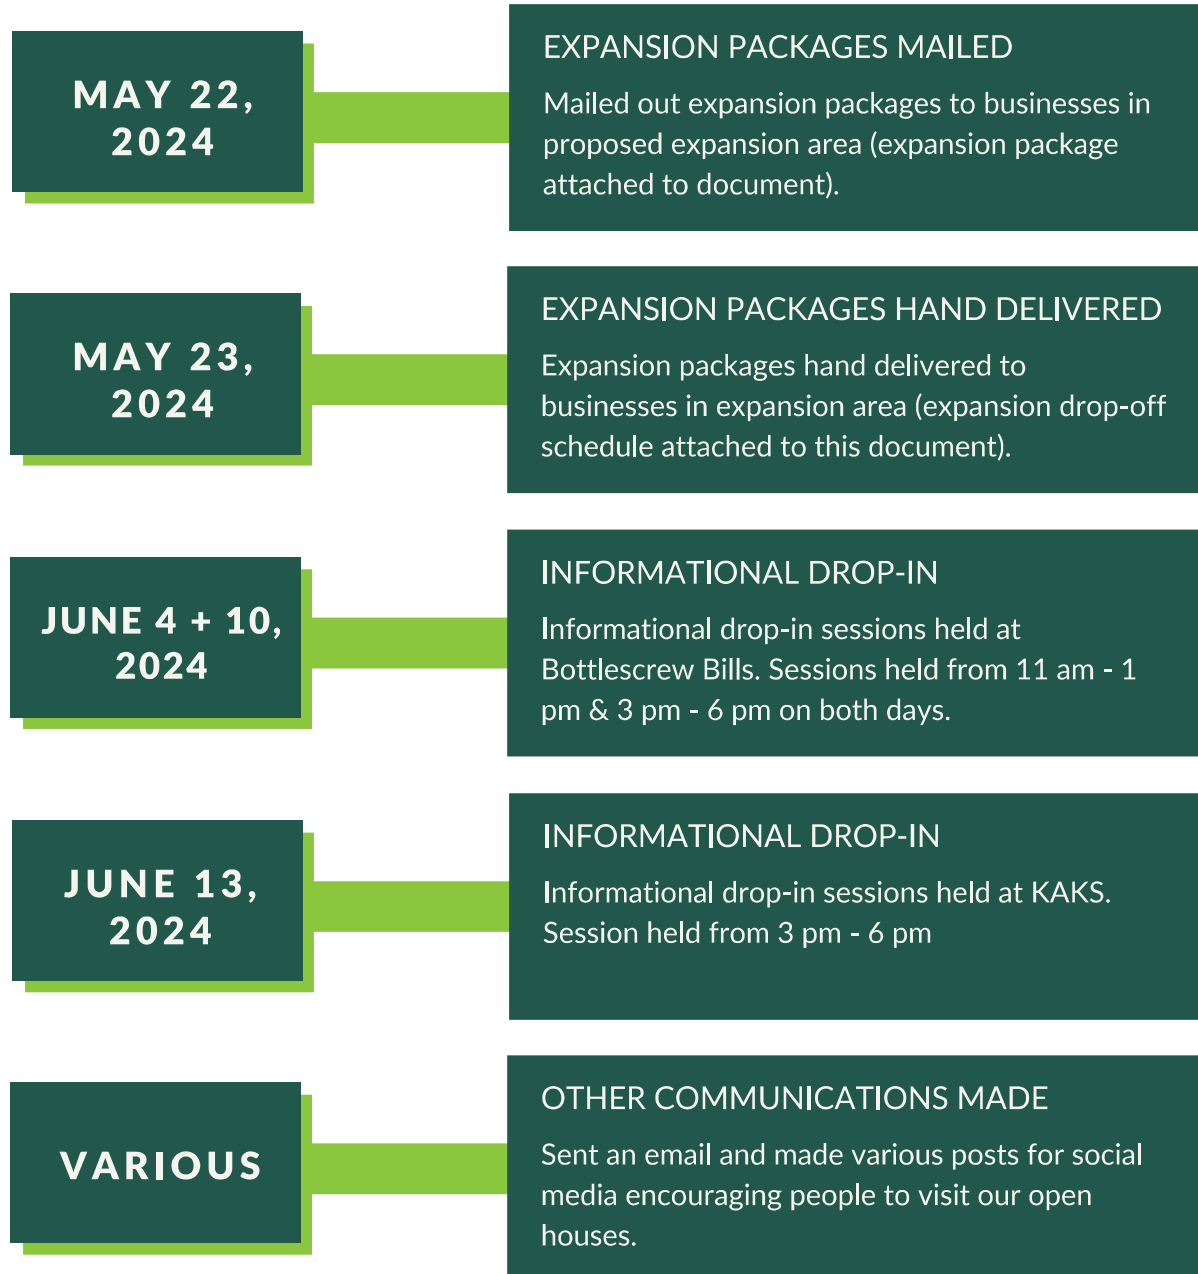 MAY 22,
2024
EXPANSION PACKAGES MAILED
Mailed out expansion packages to businesses in
proposed expansion area (expansion package
attached to document).
MAY 23,
2024
EXPANSION PACKAGES HAND DELIVERED
Expansion packages hand delivered to
businesses in expansion area (expansion drop-off
schedule attached to this document).
JUNE 4 + 10,
2024
INFORMATIONAL DROP-IN
Informational drop-in sessions held at
Bottlescrew Bills. Sessions held from 11 am - 1
pm & 3 pm - 6 pm on both days.
JUNE 13,
2024
INFORMATIONAL DROP-IN
Informational drop-in sessions held at KAKS.
Session held from 3 pm - 6 pm
VARIOUS
OTHER COMMUNICATIONS MADE
Sent an email and made various posts for social
media encouraging people to visit our open
houses.